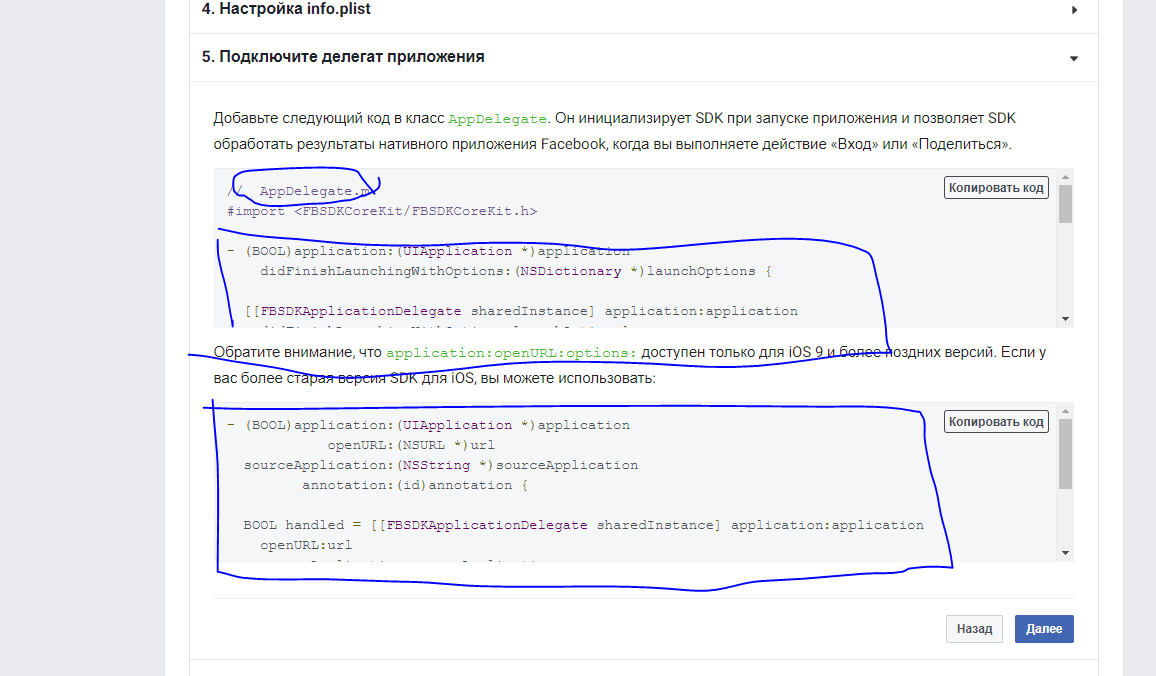 4. Настройка info.plist
5. Подключите делегат приложения
Добавьте следующий код в класс AppDelegate. Он инициализирует SDK при запуске приложения и позволяет SDK
обработать результаты нативного приложения Facebook, когда вы выполняете действие «Вход» или «Поделиться».
Копировать код
// AppDelegate.m
#import <FBSDKCoreKit/FBSDKCoreKit.h>
- (BOOL)application:(UIApplication *)application
didFinishLaunchingWithOptions:(NSDictionary *)launchOptions {
[[FBSDKApplicationDelegate sharedInstance] application:application
Обратите внимание, что application:openURL:options: доступен только для iOS 9 и более поздних версий. Если у
вас более старая версия SDK для iOS, вы можете использовать:
Копировать код
- (BOOL)application:(UIApplication *)application
openURL:(NSURL *)url
sourceApplication:(NSString *)sourceApplication
annotation:(id)annotation {
BOOL handled = [[FBSDKApplicationDelegate sharedInstance] application:application
openURL:url
Назад
Далее